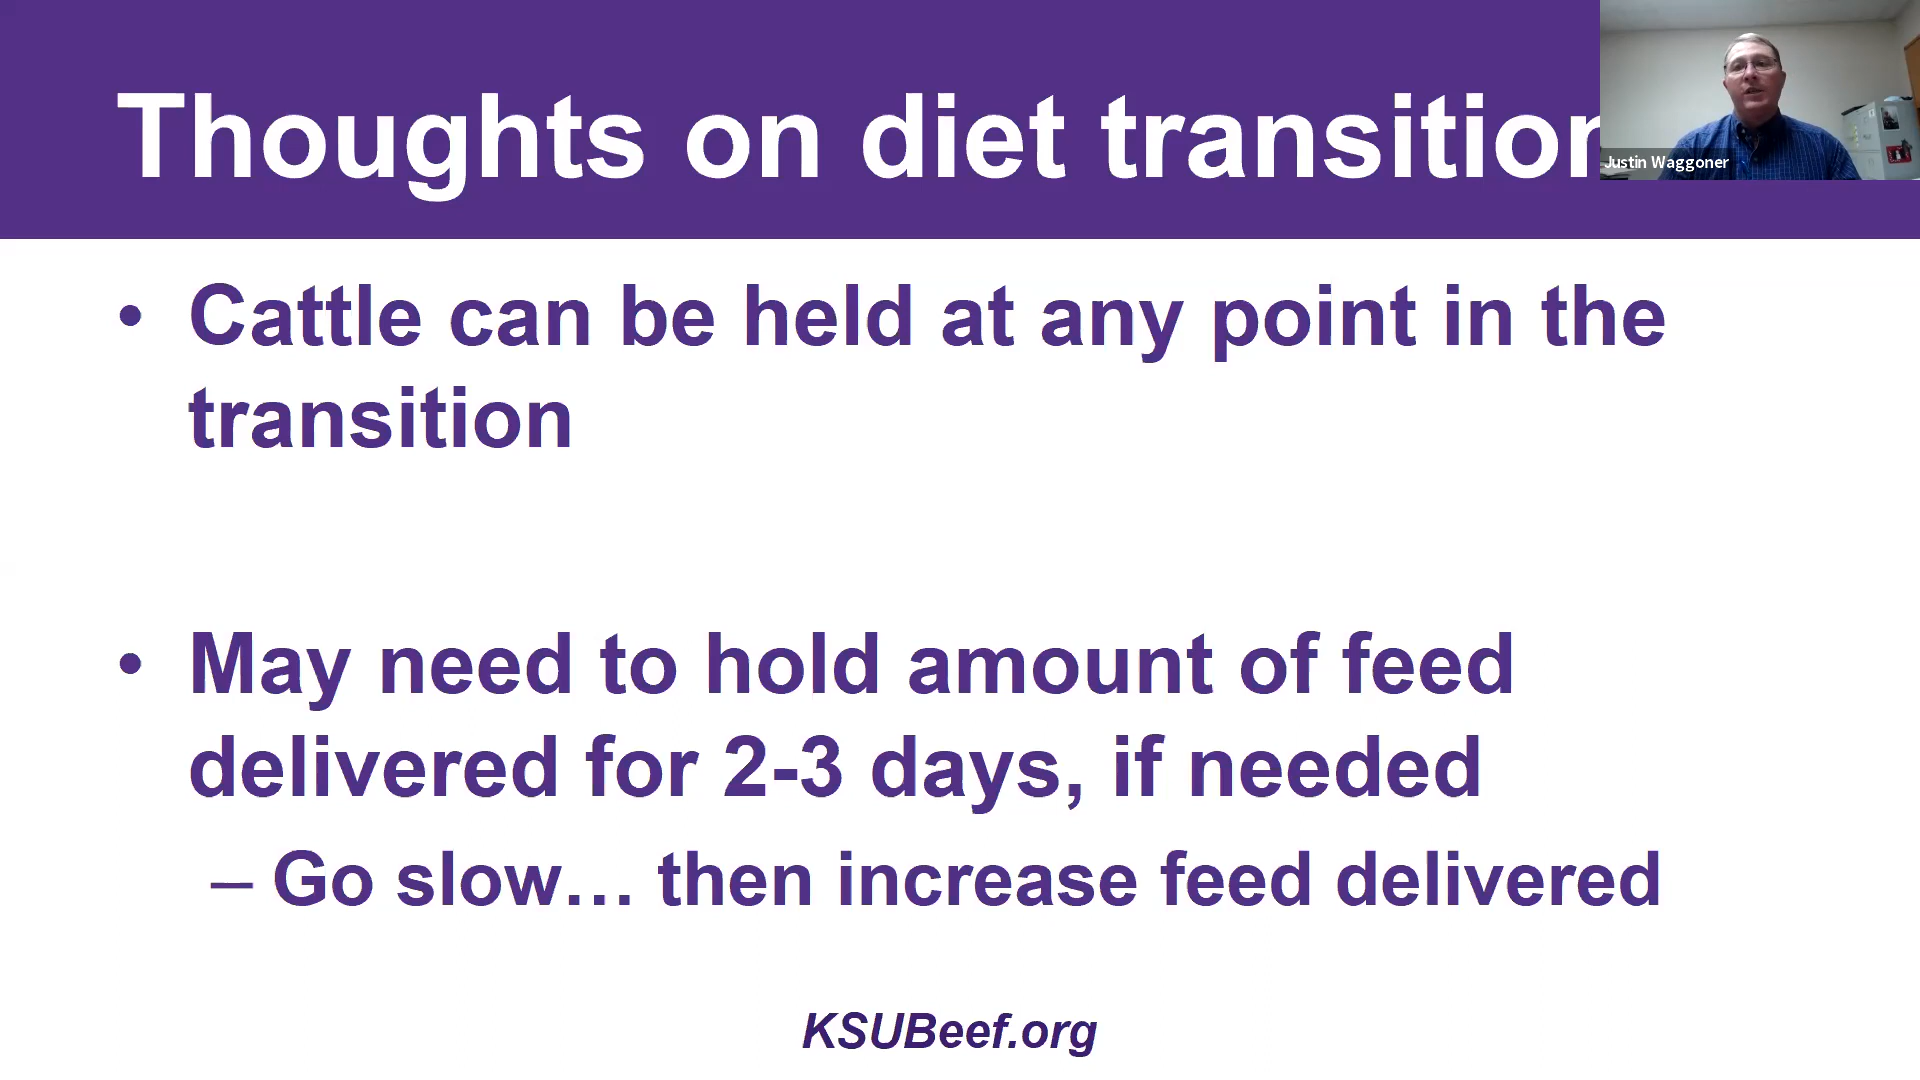 Thoughts on diet transition
Justin Waggoner
• Cattle can be held at any point in the
transition
• May need to hold amount of feed
delivered for 2-3 days, if needed
– Go slow… then increase feed delivered
KSUBeef.org